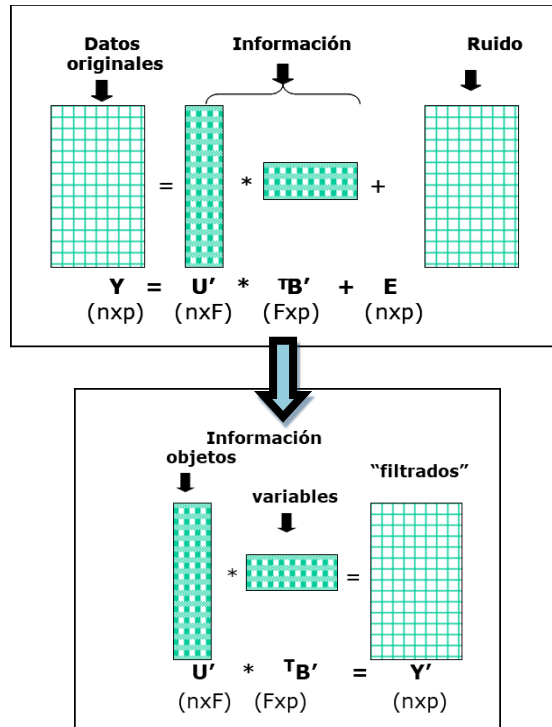 Datos originales
Información
Ruido
= * +
Y = U’ * ᵀB’ + E
(nxp) (nxF) (Fxp) (nxp)
Información
objetos
“filtrados”
variables
* =
U’ * ᵀB’ = Y’
(nxF) (Fxp) (nxp)